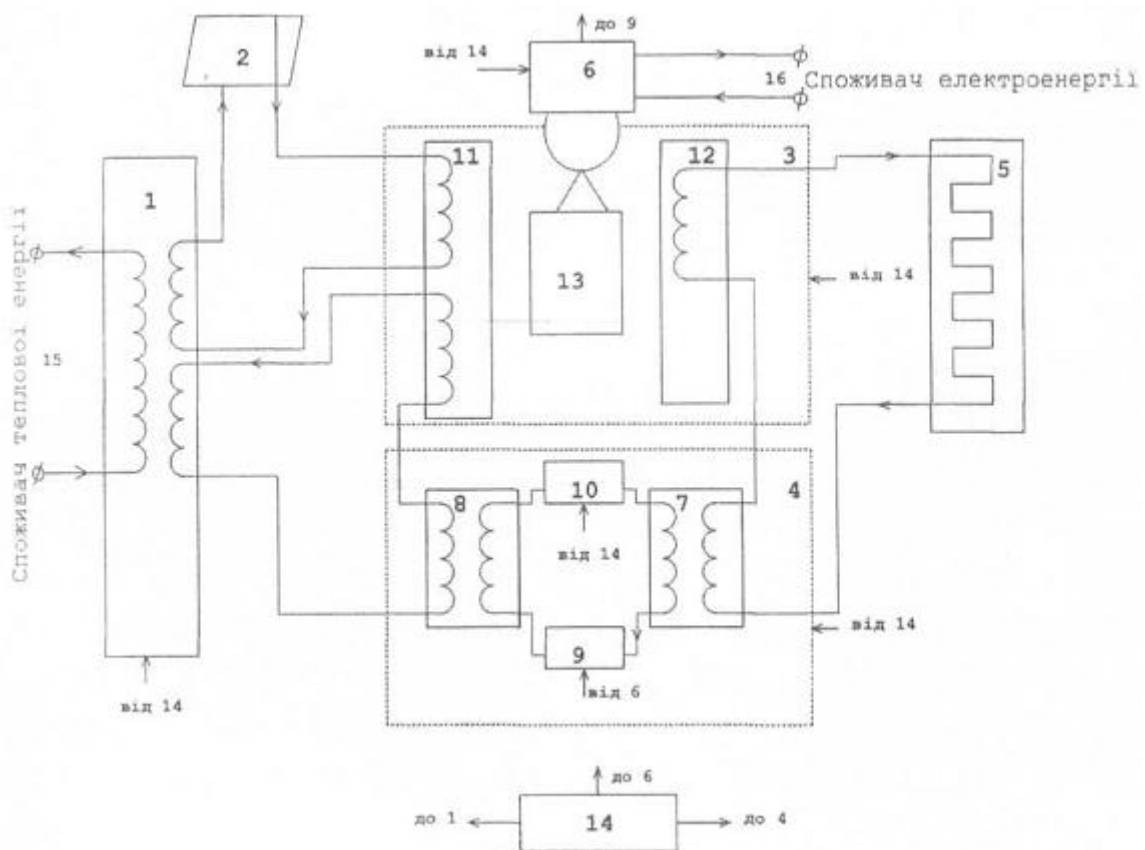 до 9
2
від 14
6
16 Споживач електроенергії
11
12
3
5
1
13
від 14
15
Споживач теплової енергії
8
10
7
4
від 14
від 14
9
від 6
від 14
до 6
до 1
14
до 4